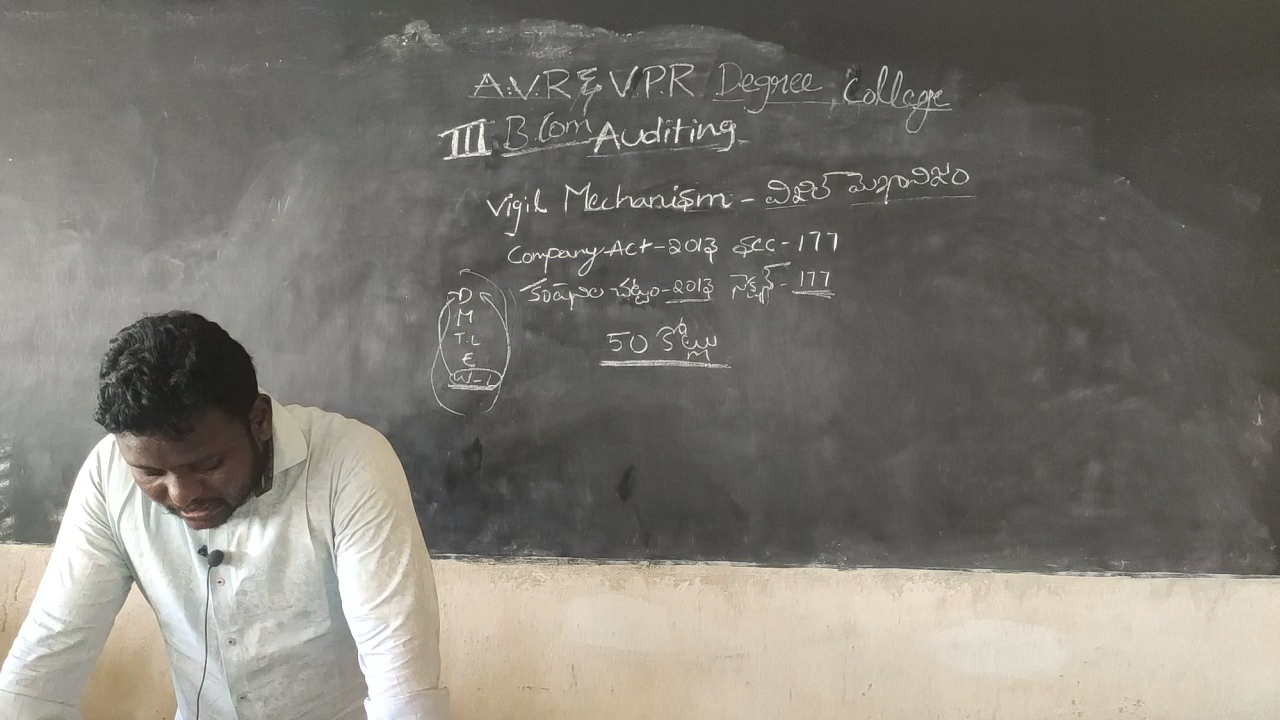 A.V.R & V.P.R Degree College
III B.Com Auditing
Vigil Mechanism - విజిల్ మెఖానిజం
Company Act-2013 Sec-177
కంపెనీల చట్టం-2013 సెక్షన్-177
50 కోట్లు
D
M
T.L
E
W-L